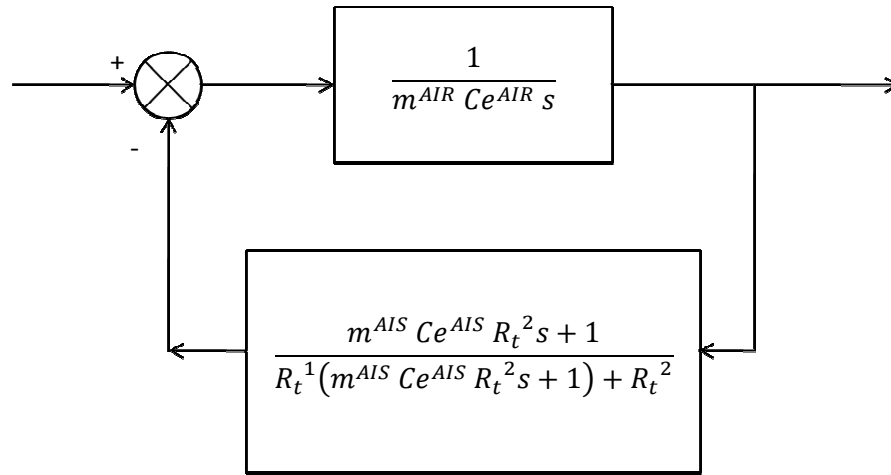 +
1
m^{AIR} Ce^{AIR} s
-
m^{AIS} Ce^{AIS} R_t^2 s + 1
R_t^1(m^{AIS} Ce^{AIS} R_t^2 s + 1) + R_t^2